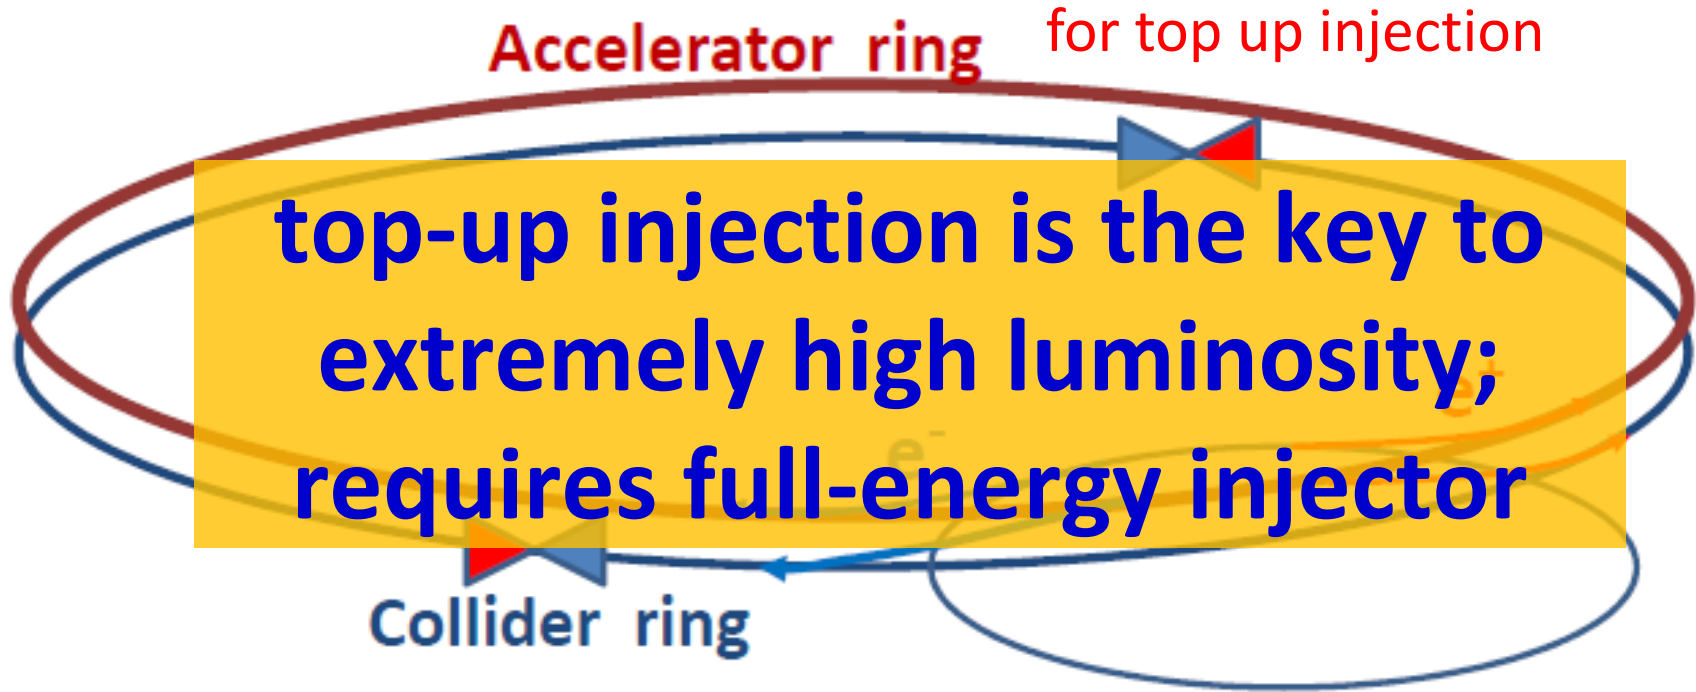 for top up injection
Accelerator ring
top-up injection is the key to
extremely high luminosity;
e+
e-
requires full-energy injector
Collider ring